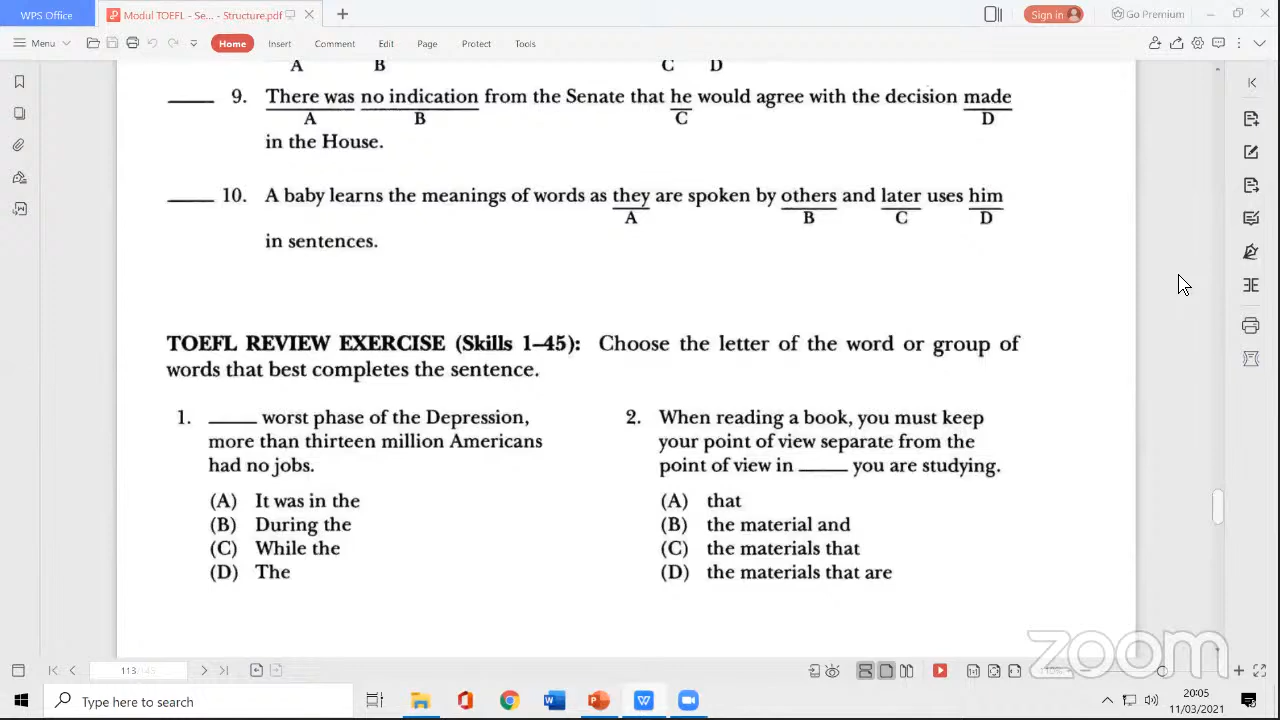 WPS Office
Modul TOEFL - Se... - Structure.pdf
Sign in
Go Premium
Menu
Home
Insert
Comment
Edit
Page
Protect
Tools
A B C D
9. There was no indication from the Senate that he would agree with the decision made
A B C D
in the House.
10. A baby learns the meanings of words as they are spoken by others and later uses him
A B C D
in sentences.
TOEFL REVIEW EXERCISE (Skills 1–45): Choose the letter of the word or group of
words that best completes the sentence.
1. _____ worst phase of the Depression,
more than thirteen million Americans
had no jobs.
(A) It was in the
(B) During the
(C) While the
(D) The
2. When reading a book, you must keep
your point of view separate from the
point of view in _____ you are studying.
(A) that
(B) the material and
(C) the materials that
(D) the materials that are
zoom
113/145
Type here to search
20:05
11/03/2021